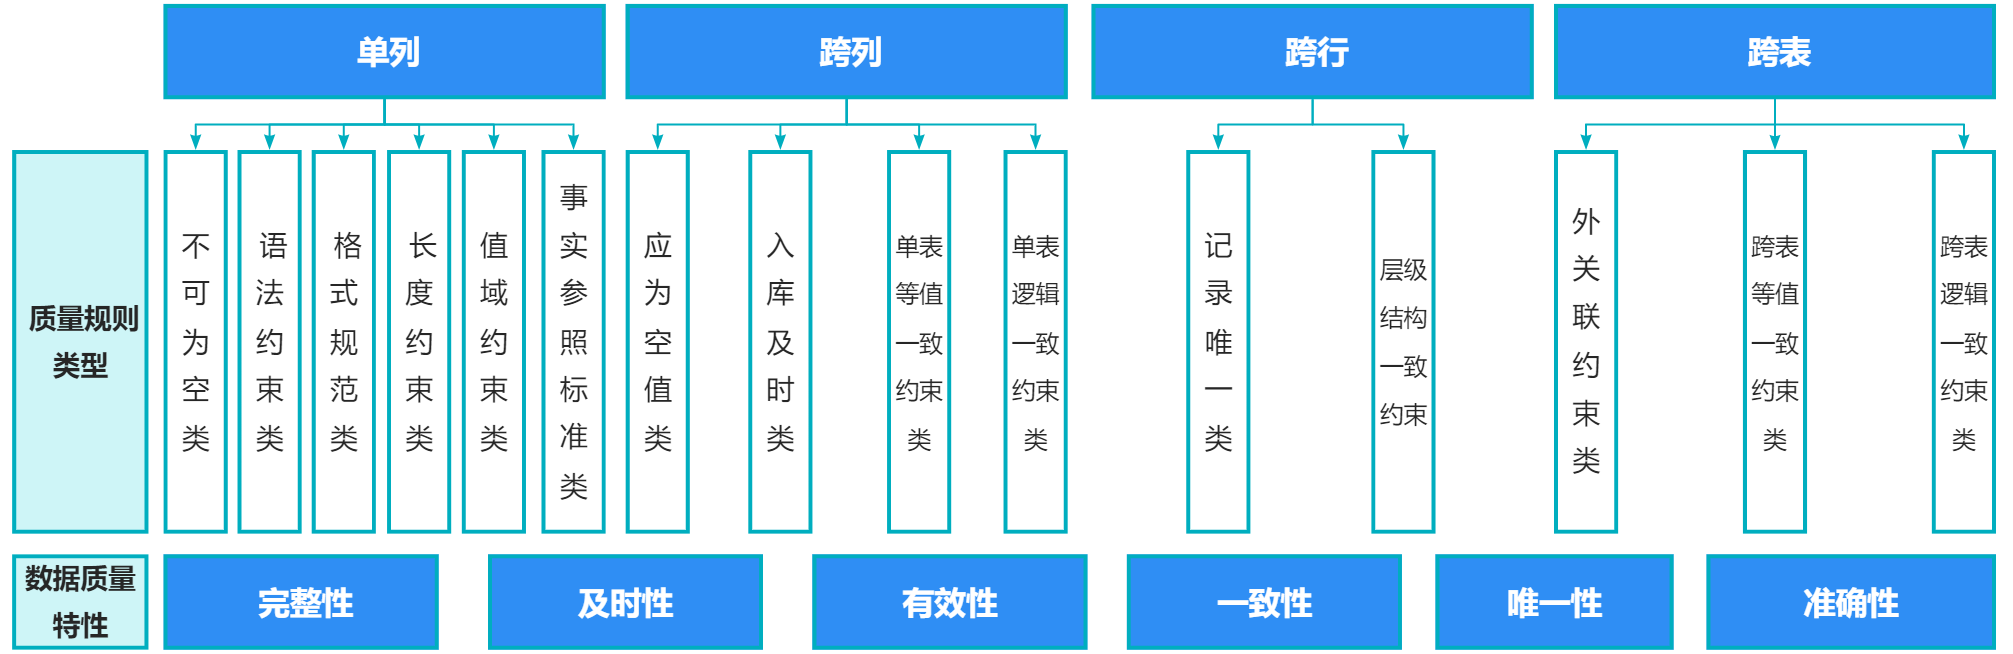 单列
跨列
跨行
跨表
质量规则
类型
不
可
为
空
类
语
法
约
束
类
格
式
规
范
类
长
度
约
束
类
值
域
约
束
类
事
实
参
照
标
准
类
应
为
空
值
类
入
库
及
时
类
单表
等值
一致
约束
类
单表
逻辑
一致
约束
类
记
录
唯
一
类
层级
结构
一致
约束
外
关
联
约
束
类
跨表
等值
一致
约束
类
跨表
逻辑
一致
约束
类
数据质量
特性
完整性
及时性
有效性
一致性
唯一性
准确性